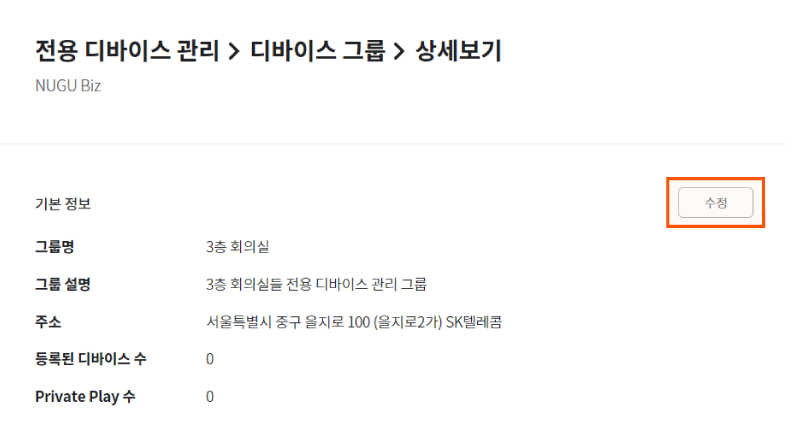 전용 디바이스 관리 > 디바이스 그룹 > 상세보기
NUGU Biz
기본 정보 수정
그룹명 3층 회의실
그룹 설명 3층 회의실들 전용 디바이스 관리 그룹
주소 서울특별시 중구 을지로 100 (을지로2가) SK텔레콤
등록된 디바이스 수 0
Private Play 수 0